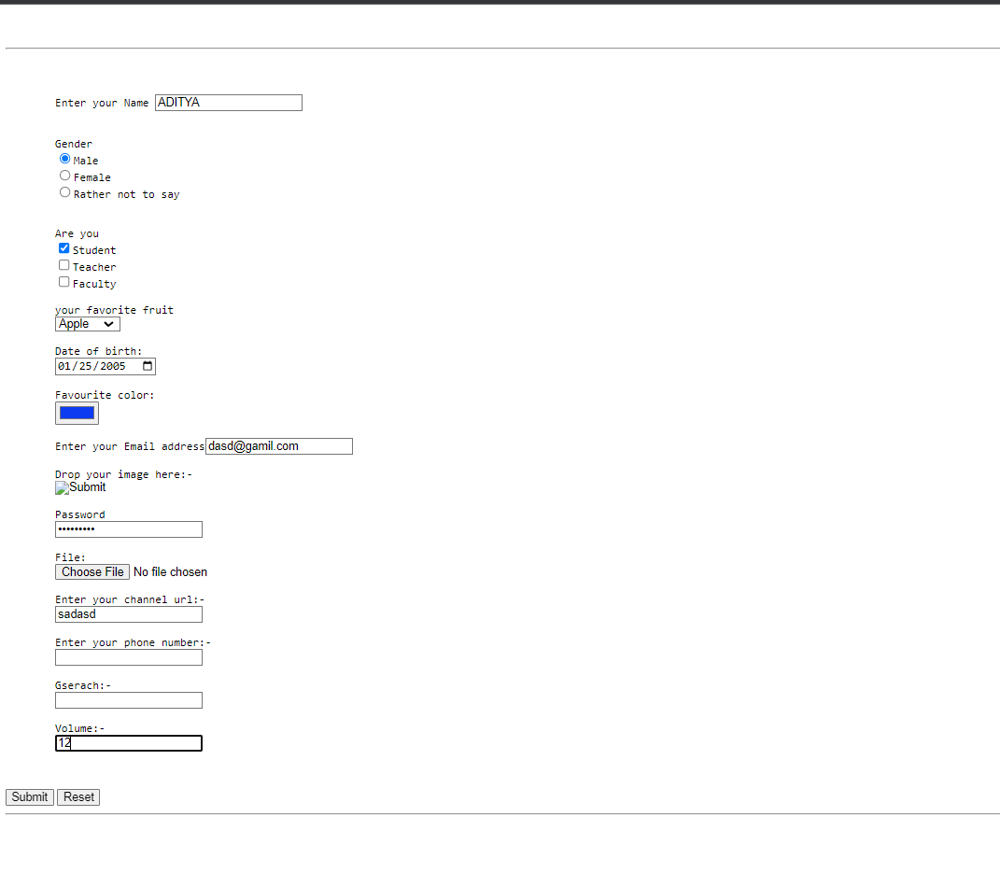 Enter your Name ADITYA
Gender
Male
Female
Rather not to say
Are you
Student
Teacher
Faculty
your favorite fruit
Apple
Date of birth:
01/25/2005
Favourite color:
Enter your Email address dasd@gamil.com
Drop your image here:-
Submit
Password
•••••••••
File:
Choose File No file chosen
Enter your channel url:-
sadasd
Enter your phone number:-
Gserach:-
Volume:-
12
Submit Reset